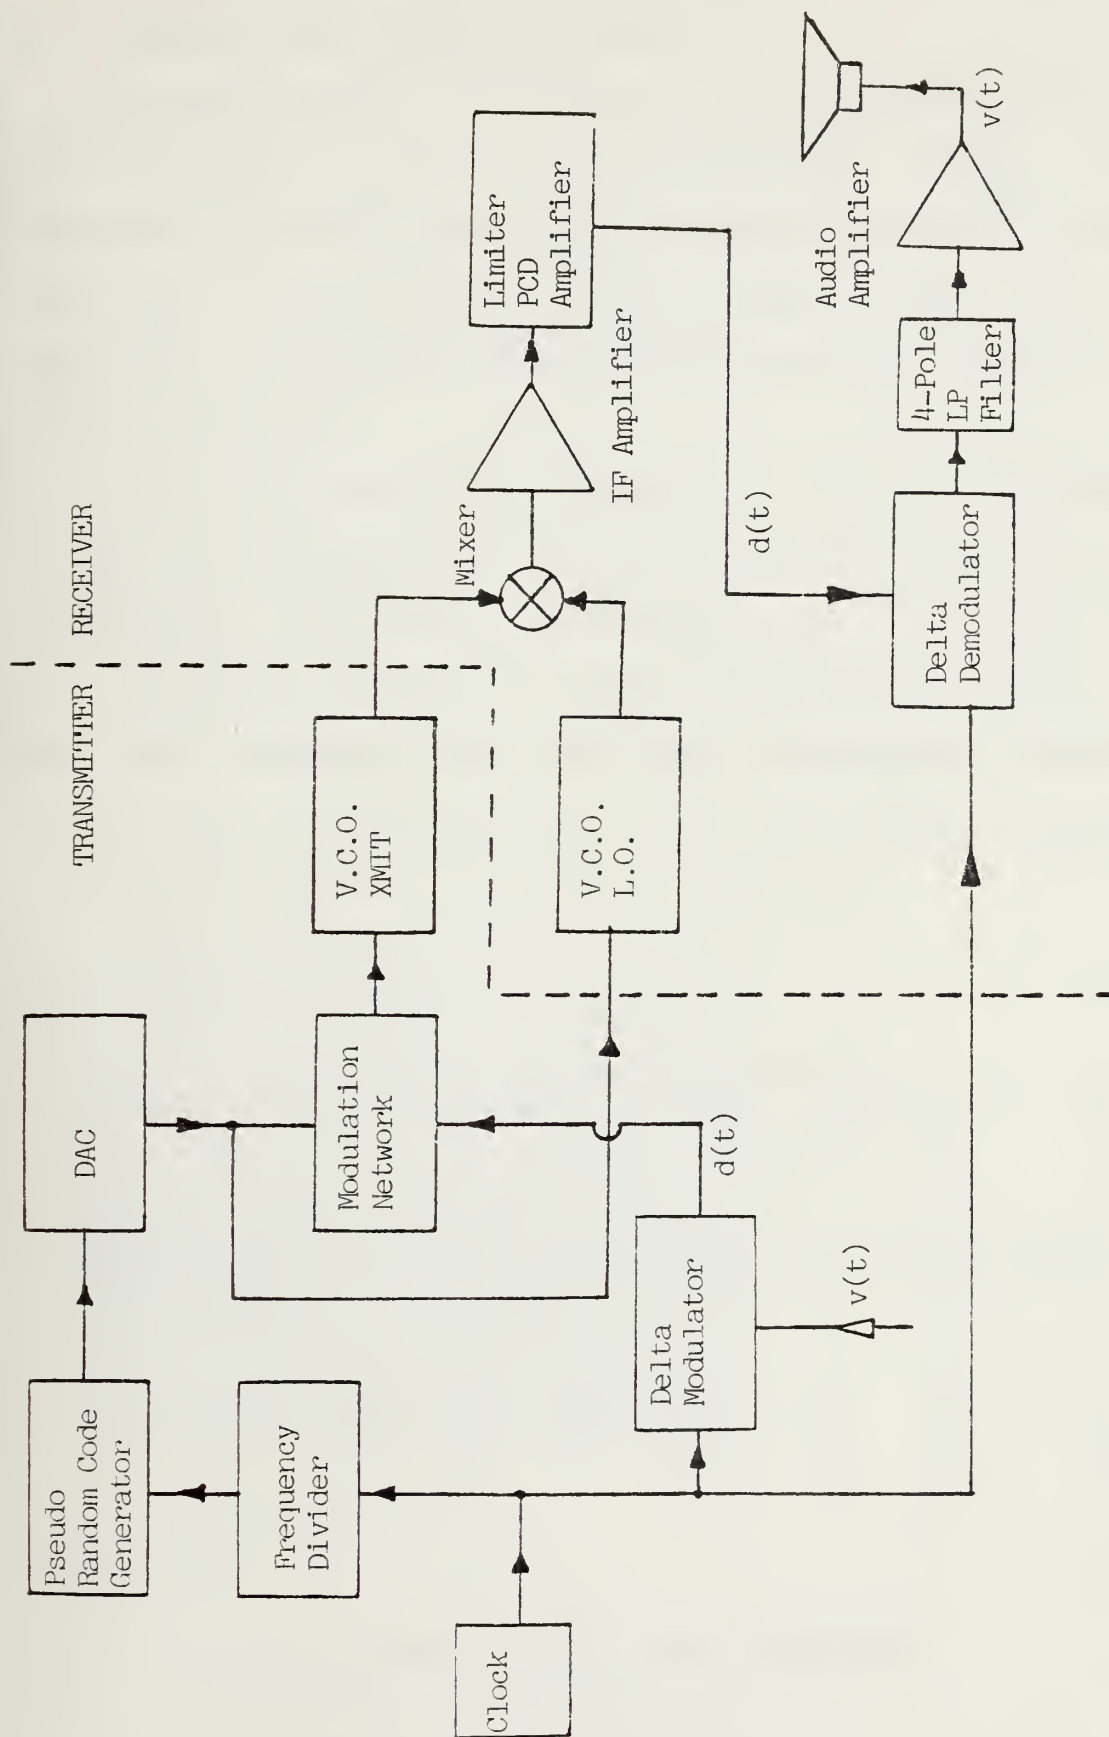 TRANSMITTER
RECEIVER
Pseudo
Random Code
Generator
DAC
Frequency
Divider
Modulation
Network
V.C.O.
XMIT
Mixer
Limiter
PCD
Amplifier
IF Amplifier
V.C.O.
L.O.
Clock
Delta
Modulator
d(t)
v(t)
d(t)
Delta
Demodulator
4-Pole
LP
Filter
Audio
Amplifier
v(t)